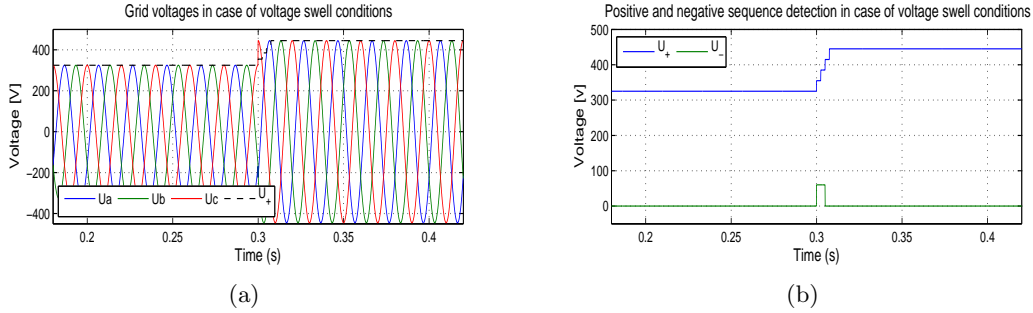 Grid voltages in case of voltage swell conditions
Voltage [V]
400
200
0
−200
−400
Ua Ub Uc U+
0.2 0.25 0.3 0.35 0.4
Time (s)
(a)
Positive and negative sequence detection in case of voltage swell conditions
Voltage [v]
500
400
300
200
100
0
U+ U−
0.2 0.25 0.3 0.35 0.4
Time (s)
(b)